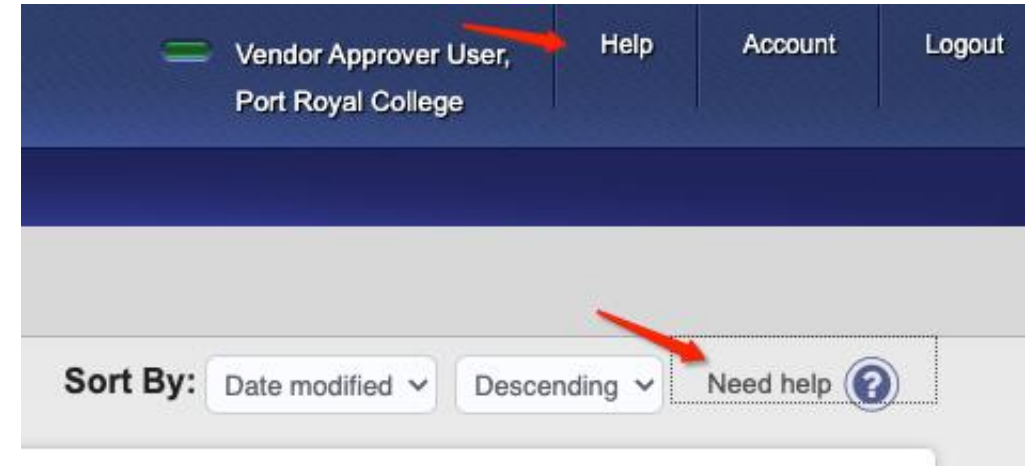 Vendor Approver User, Help Account Logout
Port Royal College
Sort By: Date modified Descending Need help ?